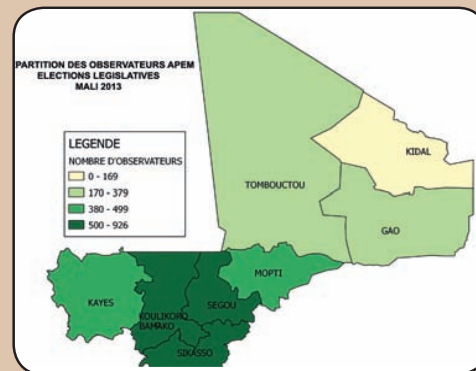 PARTITION DES OBSERVATEURS APEM
ELECTIONS LEGISLATIVES
MALI 2013
LEGENDE
NOMBRE D'OBSERVATEURS
0 - 169
170 - 379
380 - 499
500 - 926
KIDAL
TOMBOUCTOU
GAO
MOPTI
KAYES
SEGOU
KOULIKORO
BAMAKO
SIKASSO